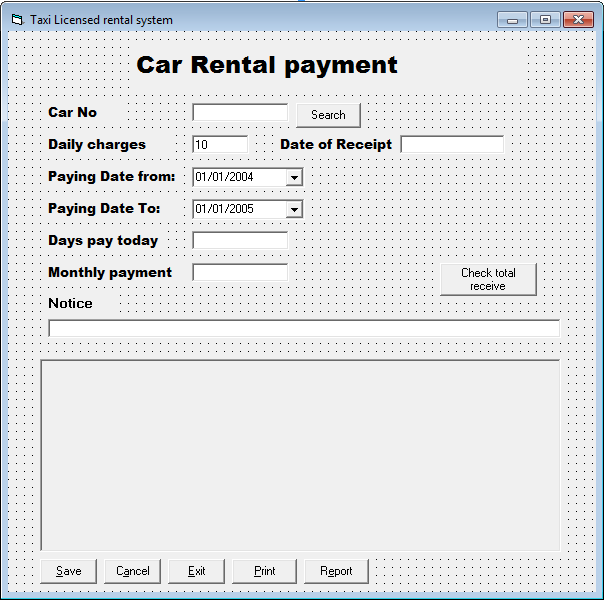 Taxi Licensed rental system
Car Rental payment
Car No
Search
Daily charges 10 Date of Receipt
Paying Date from: 01/01/2004
Paying Date To: 01/01/2005
Days pay today
Monthly payment
Check total
receive
Notice
Save Cancel Exit Print Report